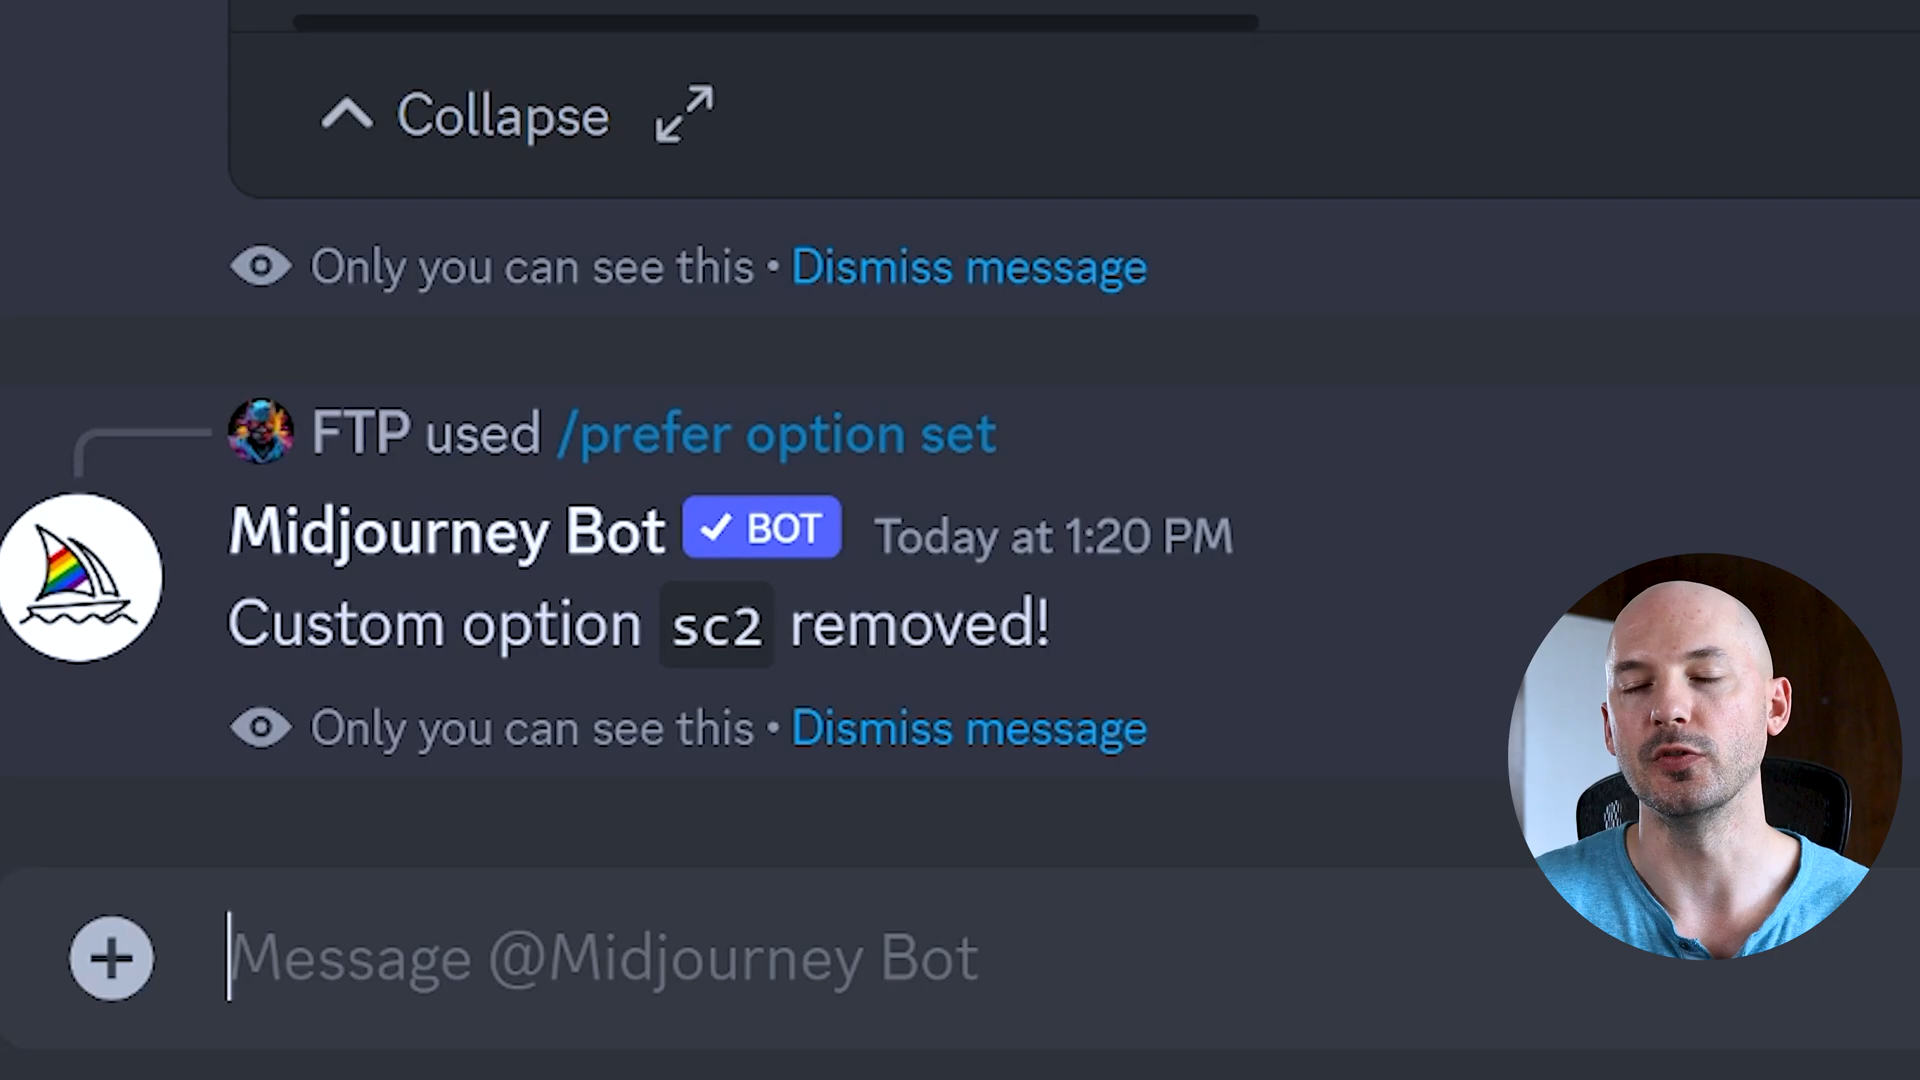 Collapse
Only you can see this • Dismiss message
FTP used /prefer option set
Midjourney Bot ✓ BOT Today at 1:20 PM
Custom option sc2 removed!
Only you can see this • Dismiss message
Message @Midjourney Bot